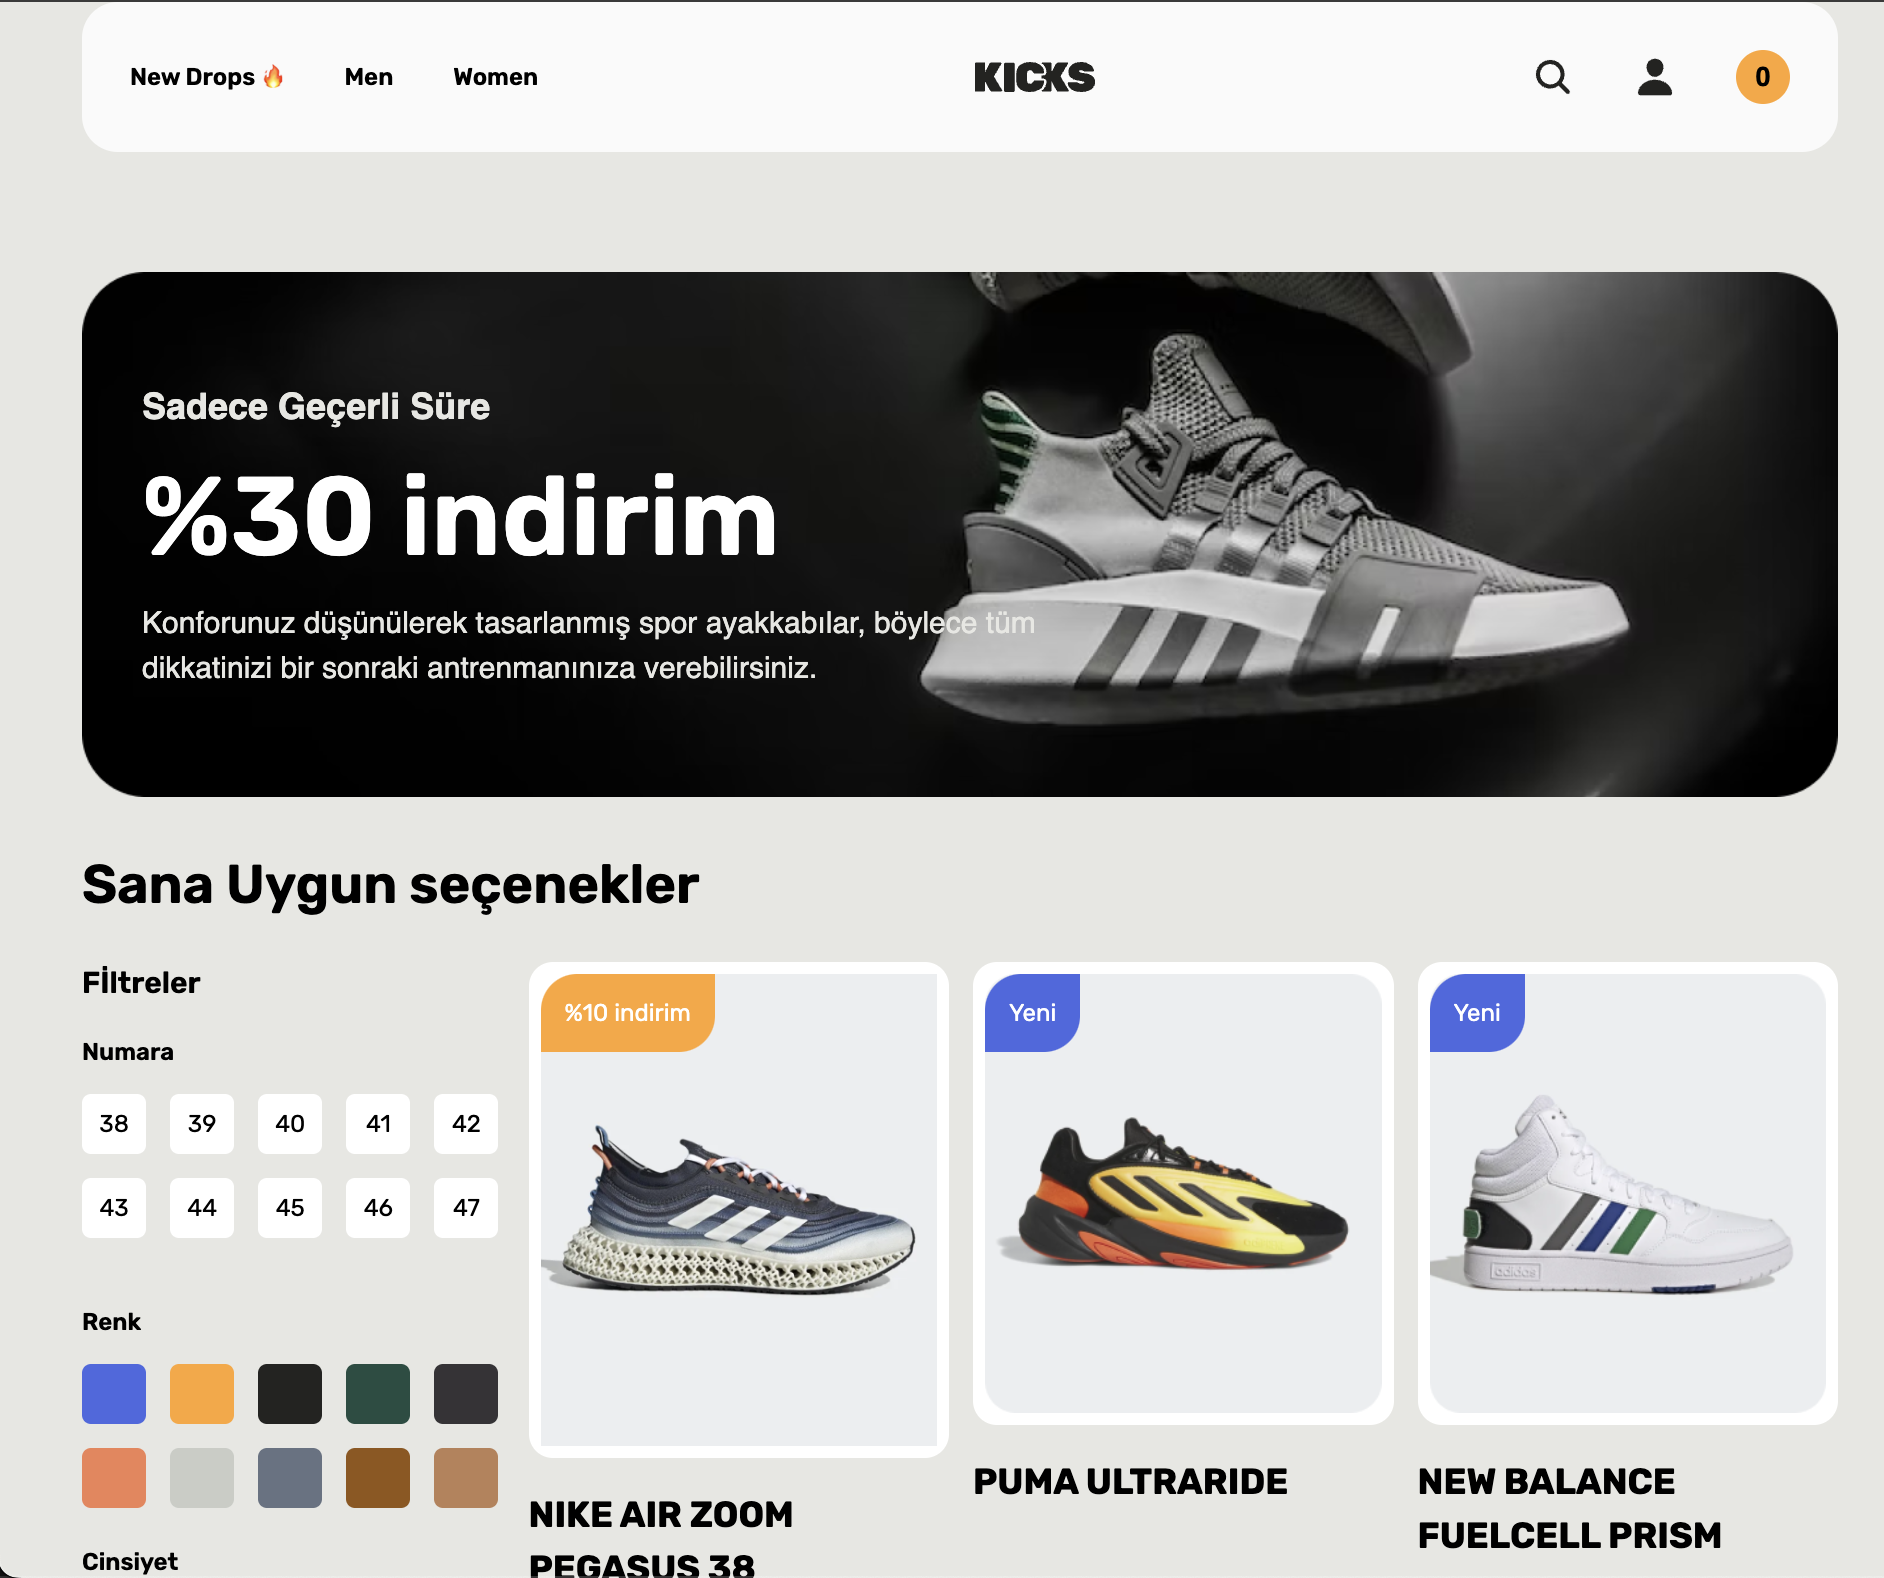 New Drops 🔥 Men Women KICKS 0
Sadece Geçerli Süre
%30 indirim
Konforunuz düşünülerek tasarlanmış spor ayakkabılar, böylece tüm
dikkatinizi bir sonraki antrenmanınıza verebilirsiniz.
Sana Uygun seçenekler
Fİltreler
Numara
38 39 40 41 42
43 44 45 46 47
Renk
Cinsiyet
%10 indirim
NIKE AIR ZOOM
PEGASUS 38
Yeni
PUMA ULTRARIDE
Yeni
adidas
NEW BALANCE
FUELCELL PRISM